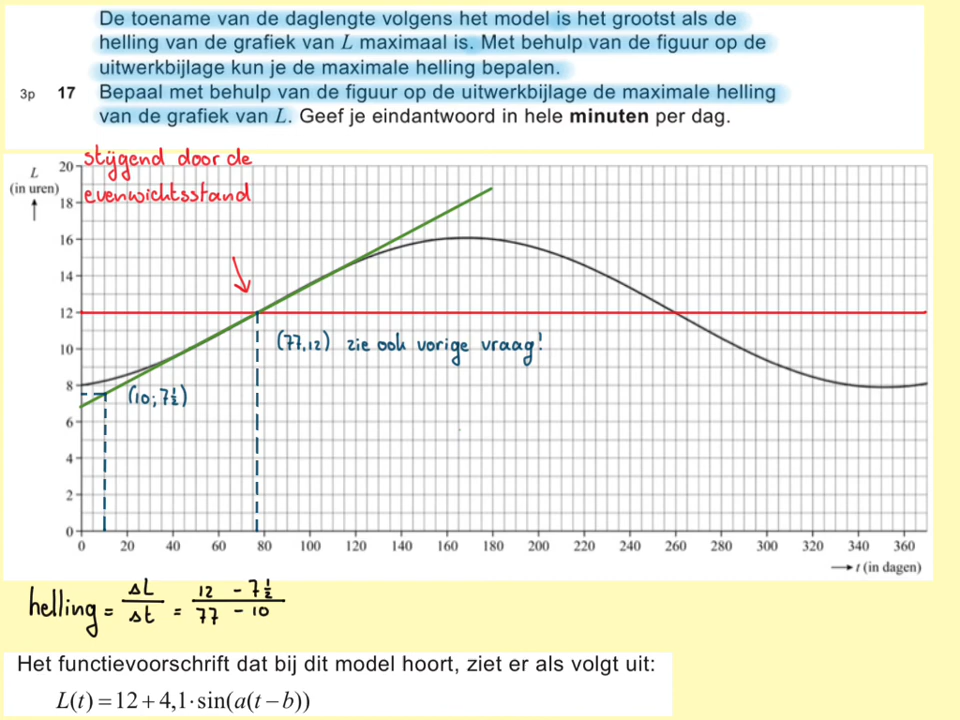 De toename van de daglengte volgens het model is het grootst als de
helling van de grafiek van L maximaal is. Met behulp van de figuur op de
uitwerkbijlage kun je de maximale helling bepalen.
3p 17 Bepaal met behulp van de figuur op de uitwerkbijlage de maximale helling
van de grafiek van L. Geef je eindantwoord in hele minuten per dag.
stijgend door de
evenwichtsstand
L
(in uren)
20
18
16
14
12
10
8
6
4
2
0
(77,12) zie ook vorige vraag!
(10; 7½)
0 20 40 60 80 100 120 140 160 180 200 220 240 260 280 300 320 340 360
t (in dagen)
helling = ΔL/Δt = (12 - 7½)/(77 - 10)
Het functievoorschrift dat bij dit model hoort, ziet er als volgt uit:
L(t) = 12 + 4,1 · sin(a(t − b))